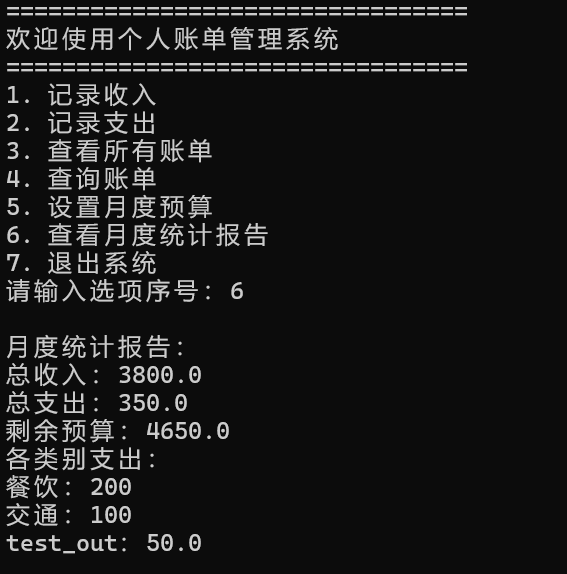 =================================
欢迎使用个人账单管理系统
=================================
1. 记录收入
2. 记录支出
3. 查看所有账单
4. 查询账单
5. 设置月度预算
6. 查看月度统计报告
7. 退出系统
请输入选项序号：6
月度统计报告：
总收入：3800.0
总支出：350.0
剩余预算：4650.0
各类别支出：
餐饮：200
交通：100
test_out：50.0